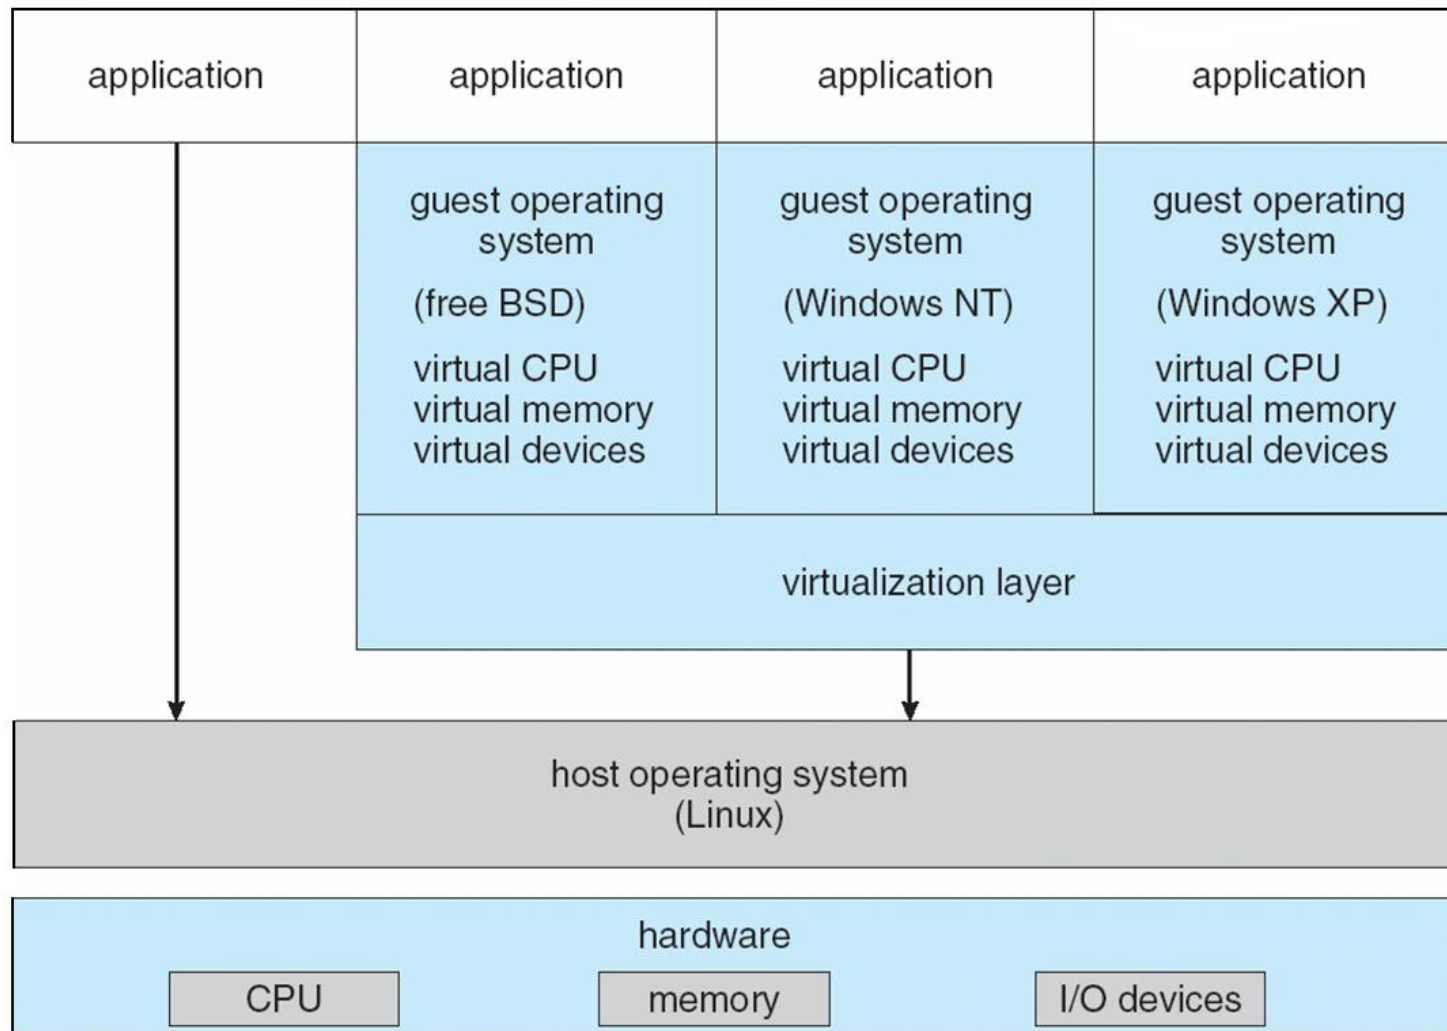 application
application
application
application
guest operating
system
(free BSD)
virtual CPU
virtual memory
virtual devices
guest operating
system
(Windows NT)
virtual CPU
virtual memory
virtual devices
guest operating
system
(Windows XP)
virtual CPU
virtual memory
virtual devices
virtualization layer
host operating system
(Linux)
hardware
CPU
memory
I/O devices